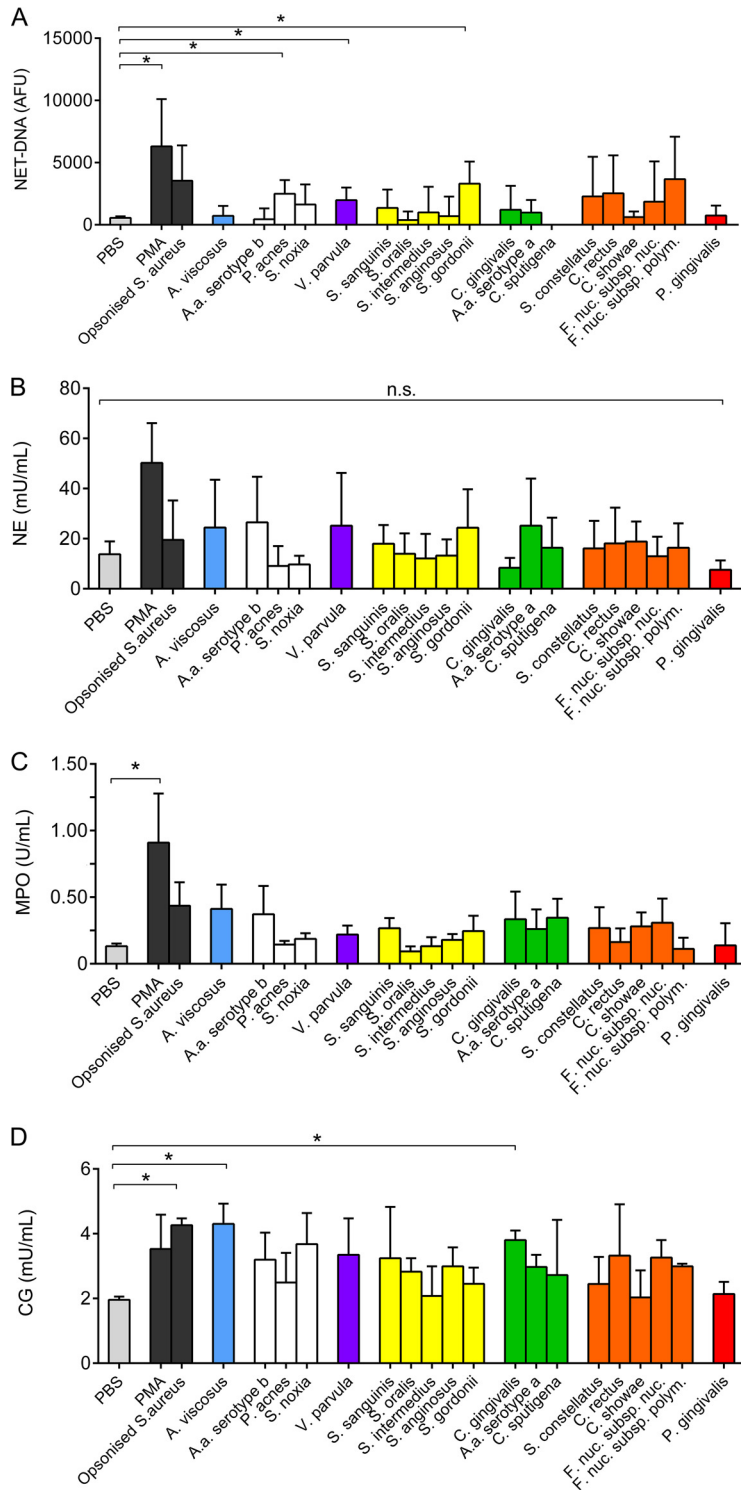 A
*
*
*
*
NET-DNA (AFU)
15000
10000
5000
0
PBS
PMA
Opsonised S. aureus
A. viscosus
A.a. serotype b
P. acnes
S. noxia
V. parvula
S. sanguinis
S. oralis
S. intermedius
S. anginosus
S. gordonii
C. gingivalis
A.a. serotype a
C. sputigena
S. constellatus
C. rectus
C. showae
F. nuc. subsp. nuc.
F. nuc. subsp. polym.
P. gingivalis
B
n.s.
NE (mU/mL)
80
60
40
20
0
PBS
PMA
Opsonised S.aureus
A. viscosus
A.a. serotype b
P. acnes
S. noxia
V. parvula
S. sanguinis
S. oralis
S. intermedius
S. anginosus
S. gordonii
C. gingivalis
A.a. serotype a
C. sputigena
S. constellatus
C. rectus
C. showae
F. nuc. subsp. nuc.
F. nuc. subsp. polym.
P. gingivalis
C
*
MPO (U/mL)
1.50
1.00
0.50
0
PBS
PMA
Opsonised S.aureus
A. viscosus
A.a. serotype b
P. acnes
S. noxia
V. parvula
S. sanguinis
S. oralis
S. intermedius
S. anginosus
S. gordonii
C. gingivalis
A.a. serotype a
C. sputigena
S. constellatus
C. rectus
C. showae
F. nuc. subsp. nuc.
F. nuc. subsp. polym.
P. gingivalis
D
*
*
*
CG (mU/mL)
6
4
2
0
PBS
PMA
Opsonised S.aureus
A. viscosus
A.a. serotype b
P. acnes
S. noxia
V. parvula
S. sanguinis
S. oralis
S. intermedius
S. anginosus
S. gordonii
C. gingivalis
A.a. serotype a
C. sputigena
S. constellatus
C. rectus
C. showae
F. nuc. subsp. nuc.
F. nuc. subsp. polym.
P. gingivalis